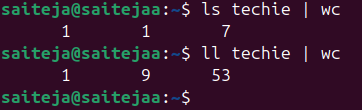 saiteja@saitejaa:~$ ls techie | wc
1 1 7
saiteja@saitejaa:~$ ll techie | wc
1 9 53
saiteja@saitejaa:~$